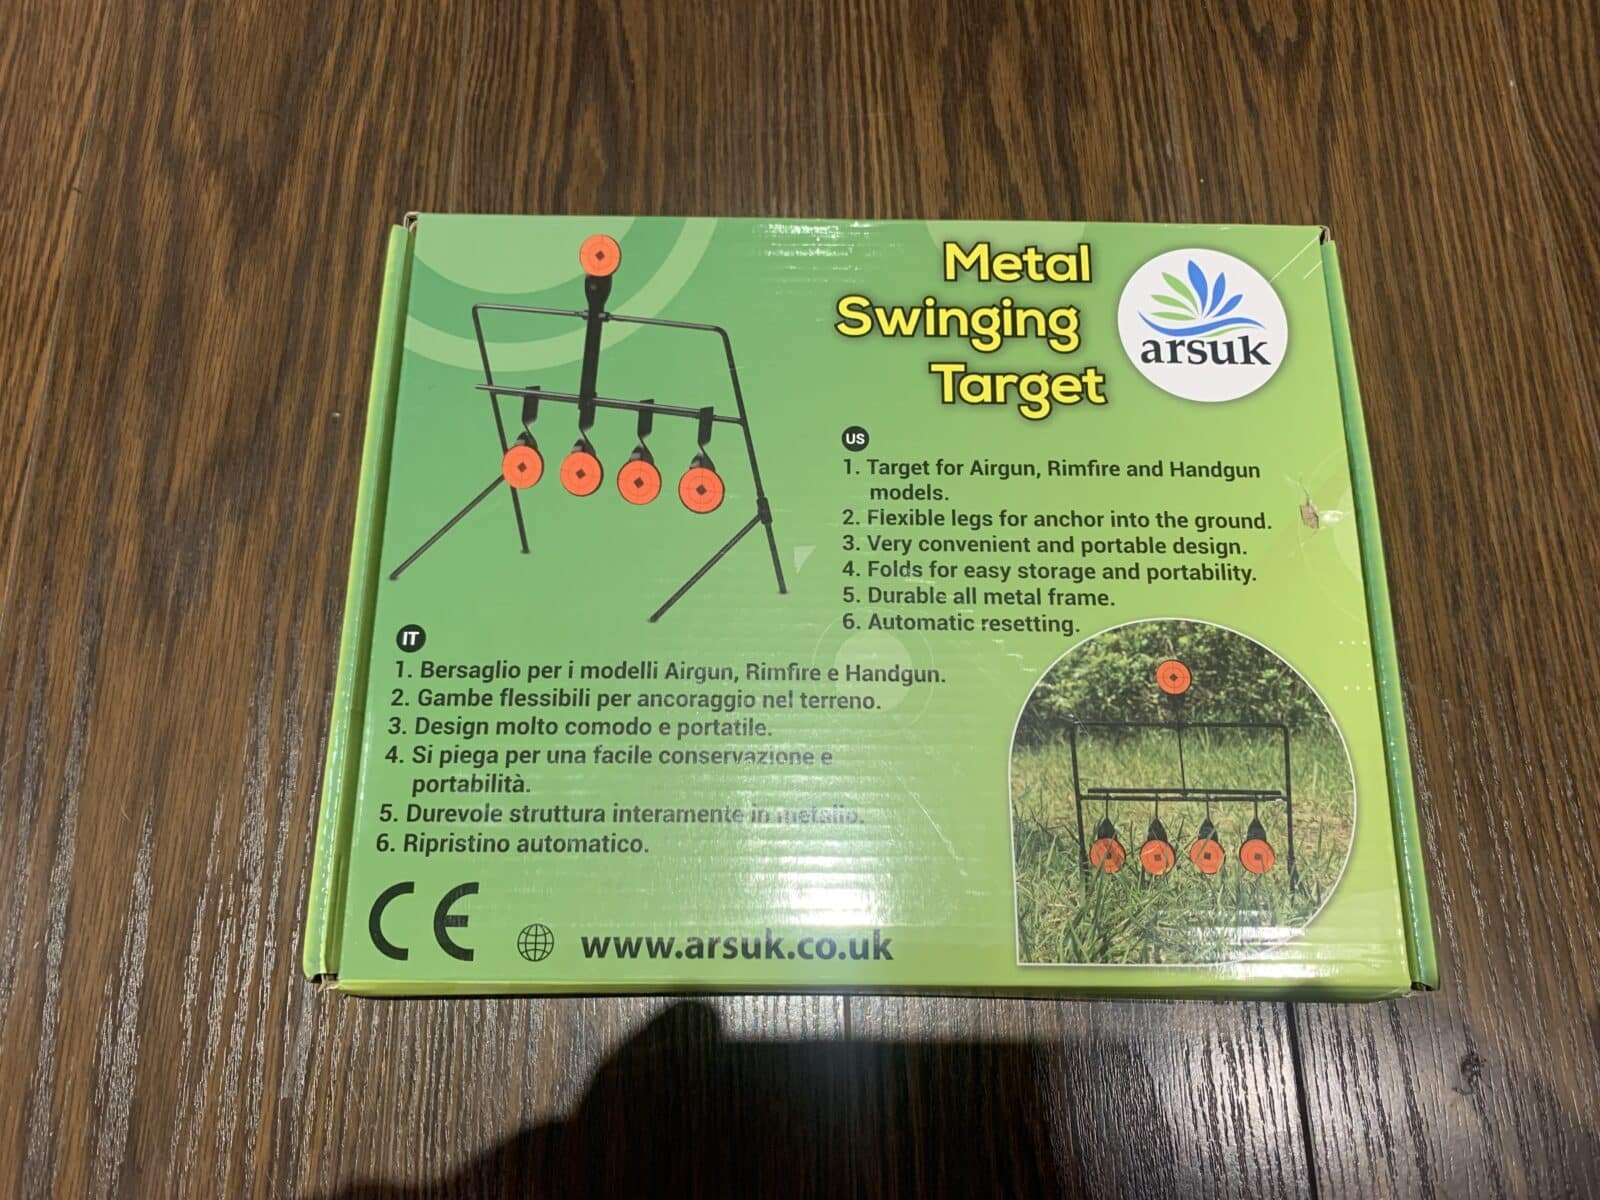 Metal
Swinging
Target
arsuk
US
1. Target for Airgun, Rimfire and Handgun
models.
2. Flexible legs for anchor into the ground.
3. Very convenient and portable design.
4. Folds for easy storage and portability.
5. Durable all metal frame.
6. Automatic resetting.
IT
1. Bersaglio per i modelli Airgun, Rimfire e Handgun.
2. Gambe flessibili per ancoraggio nel terreno.
3. Design molto comodo e portatile.
4. Si piega per una facile conservazione e
portabilità.
5. Durevole struttura interamente in metallo.
6. Ripristino automatico.
CE
www.arsuk.co.uk